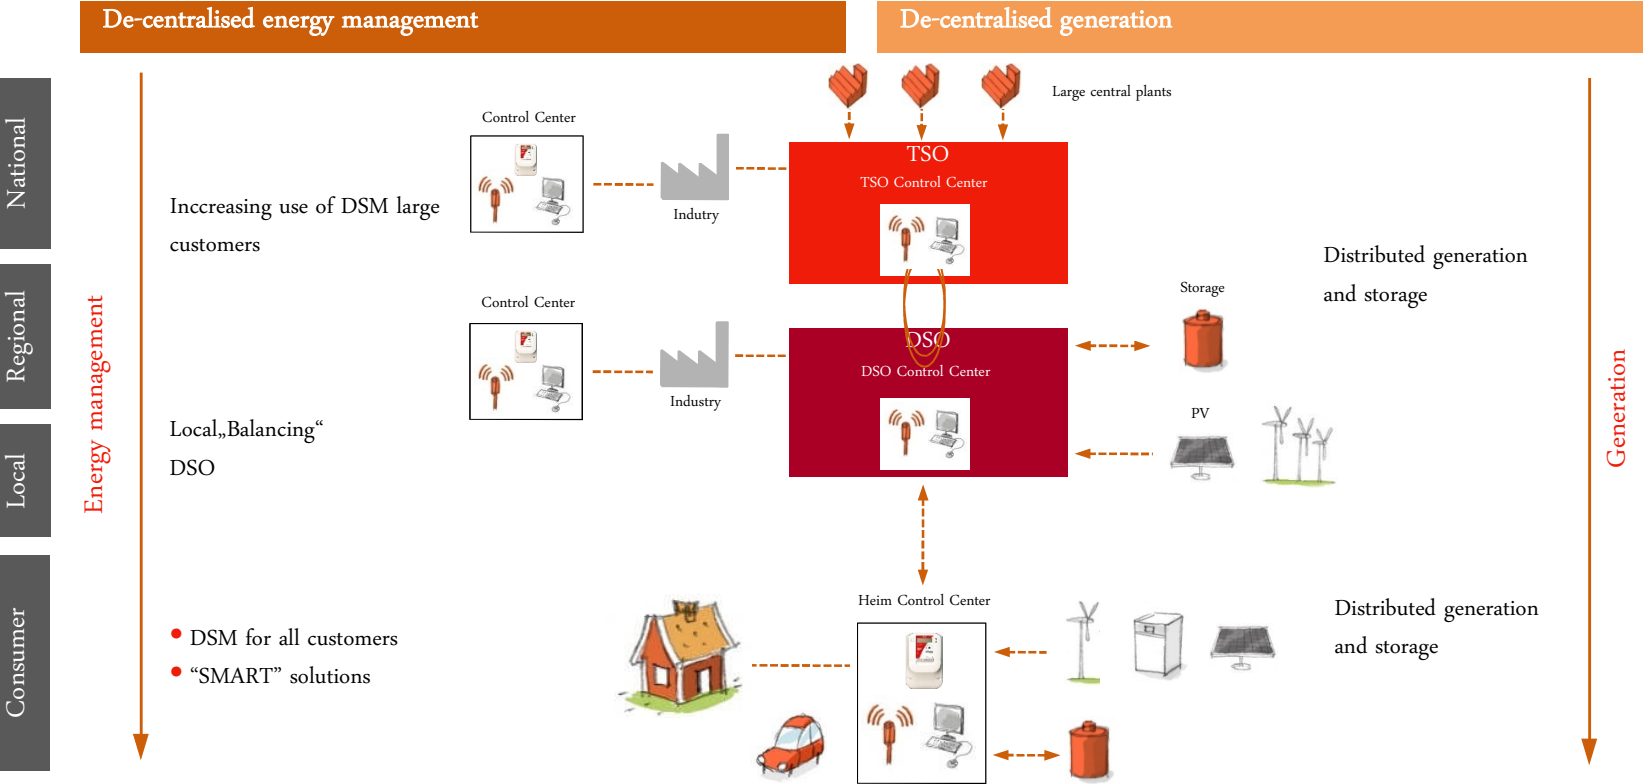 De-centralised energy management
De-centralised generation
National
Regional
Local
Consumer
Energy management
Generation
Large central plants
Control Center
Indutry
TSO
TSO Control Center
Inccreasing use of DSM large
customers
Distributed generation
and storage
Control Center
Industry
DSO
DSO Control Center
Storage
PV
Local„Balancing“
DSO
Heim Control Center
• DSM for all customers
• “SMART” solutions
Distributed generation
and storage